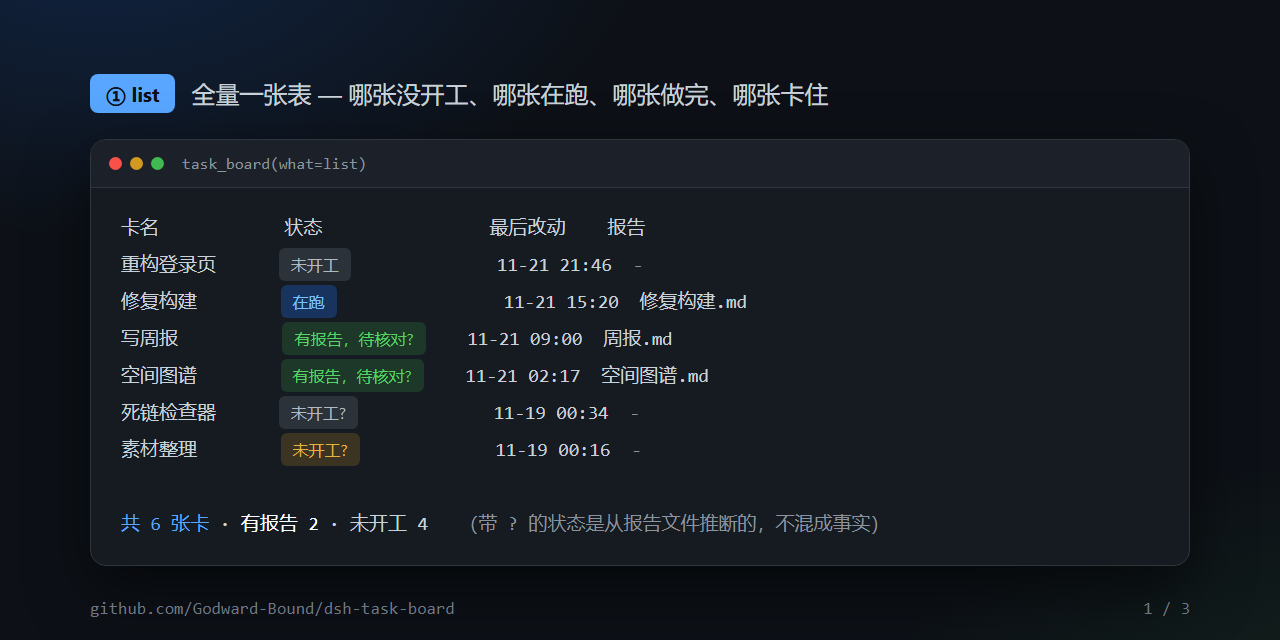 ① list 全量一张表 — 哪张没开工、哪张在跑、哪张做完、哪张卡住
task_board(what=list)
卡名 状态 最后改动 报告
重构登录页 未开工 11-21 21:46 -
修复构建 在跑 11-21 15:20 修复构建.md
写周报 有报告，待核对? 11-21 09:00 周报.md
空间图谱 有报告，待核对? 11-21 02:17 空间图谱.md
死链检查器 未开工? 11-19 00:34 -
素材整理 未开工? 11-19 00:16 -
共 6 张卡 · 有报告 2 · 未开工 4 (带 ? 的状态是从报告文件推断的，不混成事实)
github.com/Godward-Bound/dsh-task-board 1 / 3